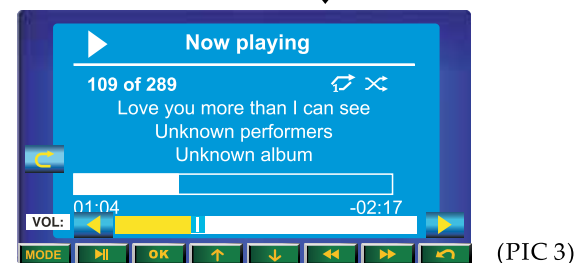 Now playing
109 of 289
Love you more than I can see
Unknown performers
Unknown album
01:04 -02:17
VOL:
MODE OK
(PIC 3)